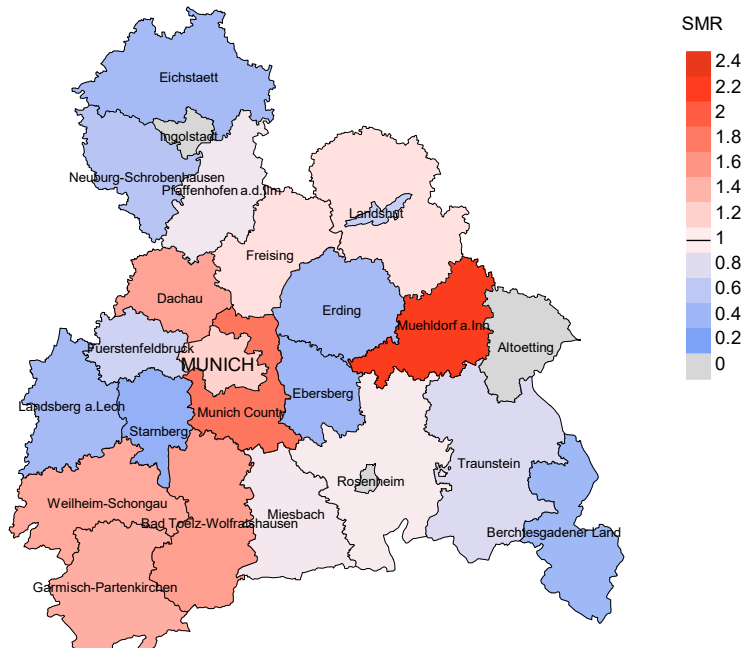 SMR
2.4
2.2
2
1.8
1.6
1.4
1.2
1
0.8
0.6
0.4
0.2
0
Eichstaett
Ingolstadt
Neuburg-Schrobenhausen
Pfaffenhofen a.d.Ilm
Landshut
Freising
Dachau
Erding
Muehldorf a.Inn
Altoetting
Fuerstenfeldbruck
MUNICH
Landsberg a.Lech
Starnberg
Munich County
Ebersberg
Traunstein
Rosenheim
Weilheim-Schongau
Bad Toelz-Wolfratshausen
Miesbach
Berchtesgadener Land
Garmisch-Partenkirchen